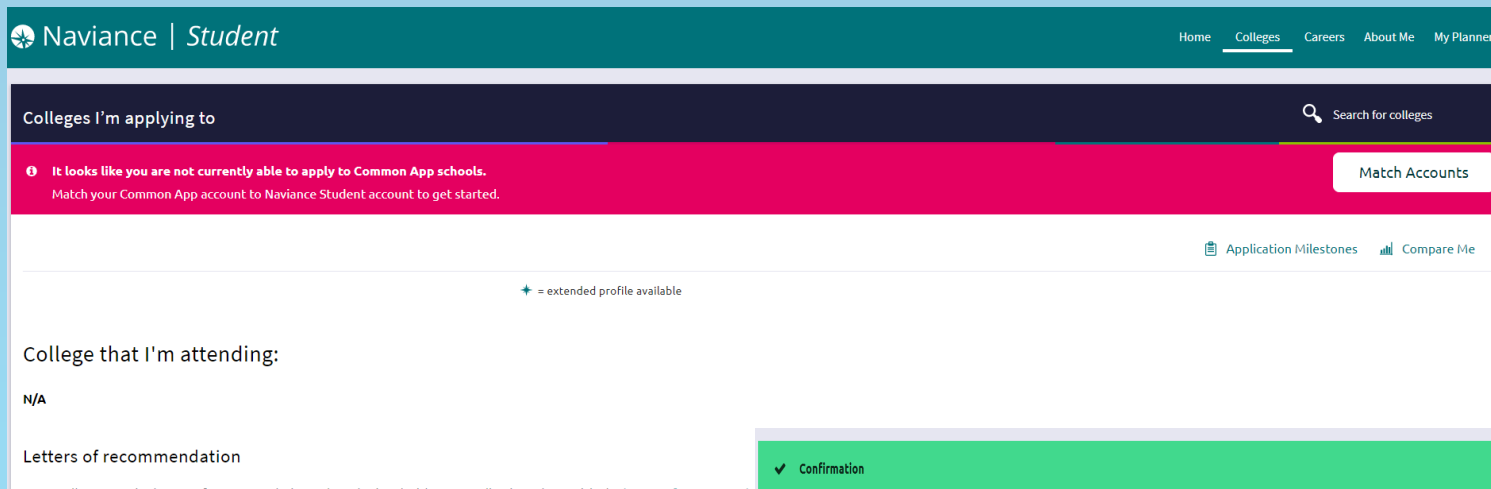 Naviance | Student
Home Colleges Careers About Me My Planner
Colleges I'm applying to
Search for colleges
It looks like you are not currently able to apply to Common App schools.
Match your Common App account to Naviance Student account to get started.
Match Accounts
Application Milestones Compare Me
= extended profile available
College that I'm attending:
N/A
Letters of recommendation
Confirmation